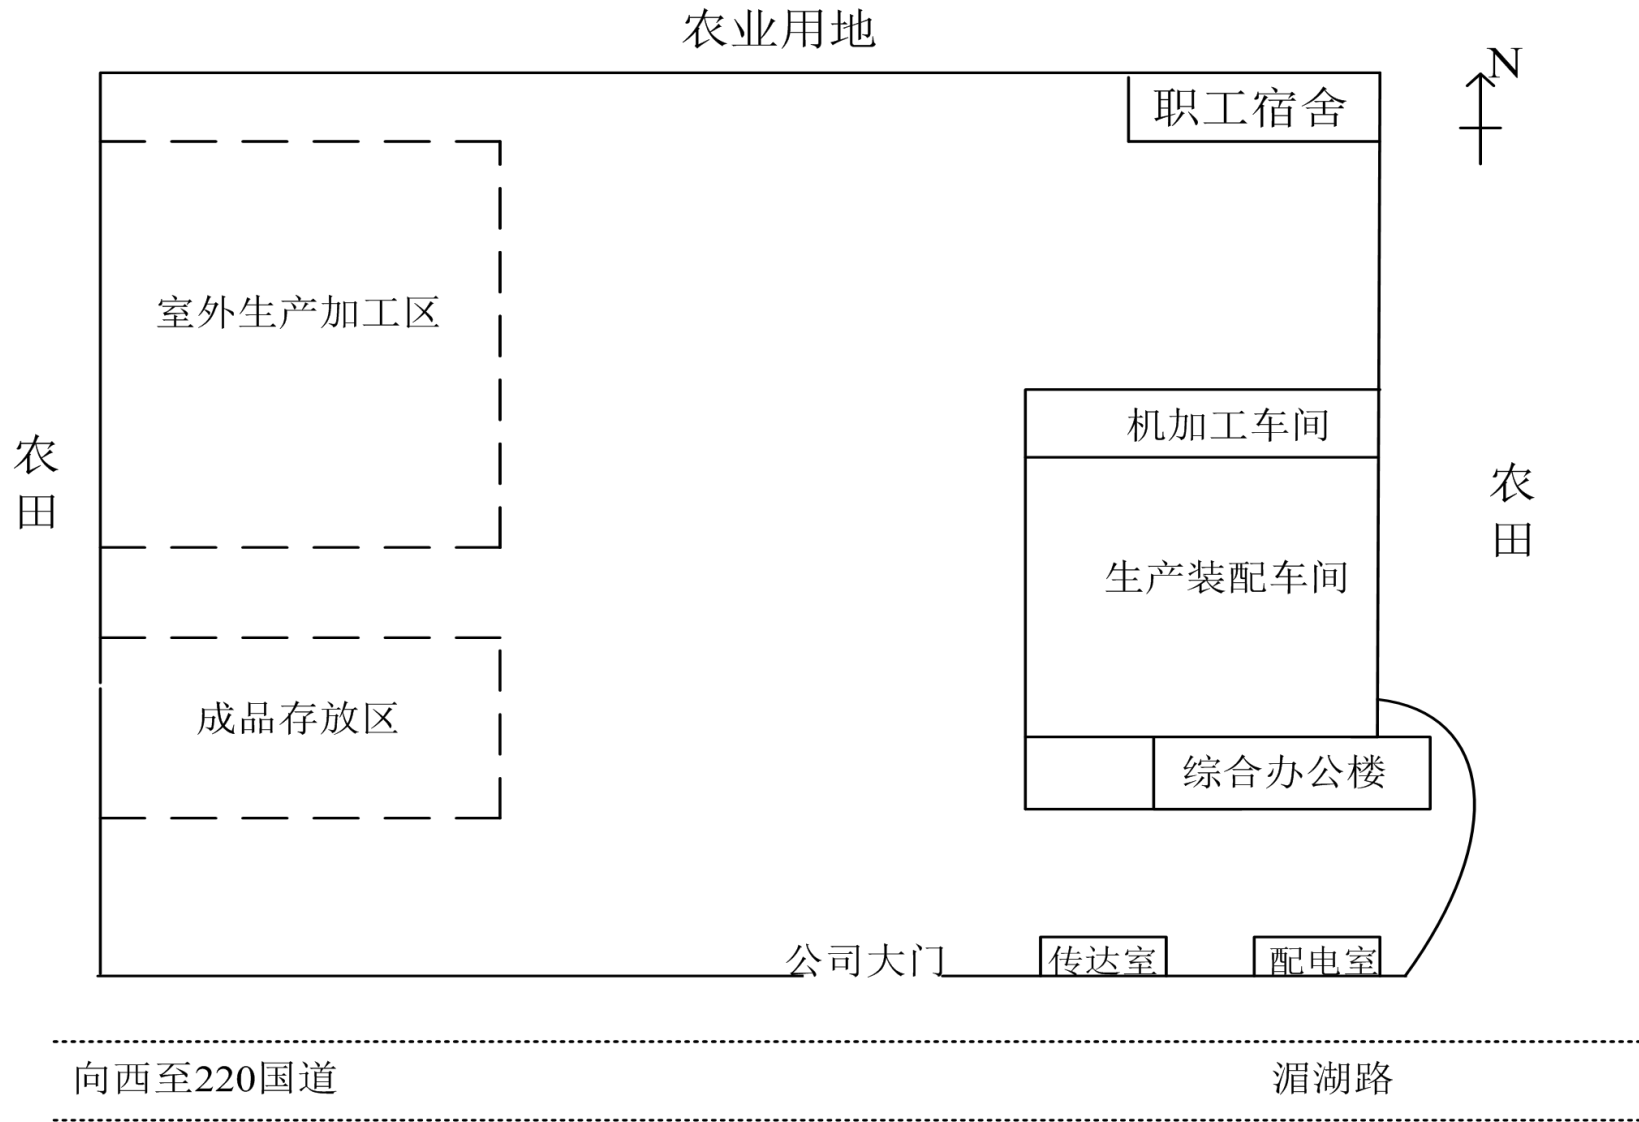 农业用地
N
职工宿舍
室外生产加工区
机加工车间
农
田
农
田
生产装配车间
成品存放区
综合办公楼
公司大门
传达室
配电室
向西至220国道
湄湖路